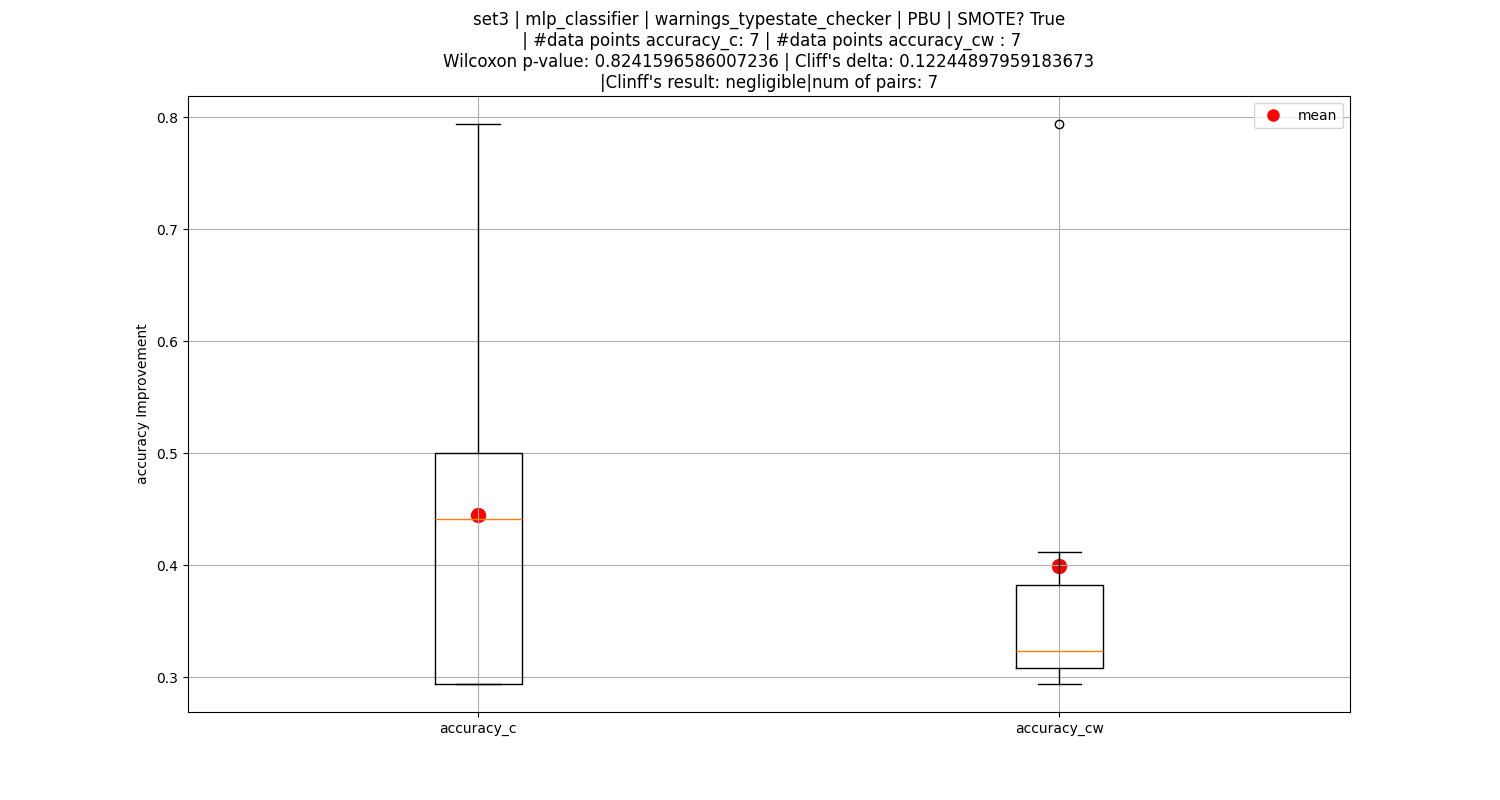 set3 | mlp_classifier | warnings_typestate_checker | PBU | SMOTE? True
| #data points accuracy_c: 7 | #data points accuracy_cw : 7
Wilcoxon p-value: 0.8241596586007236 | Cliff's delta: 0.12244897959183673
|Clinff's result: negligible|num of pairs: 7
mean
0.8
0.7
0.6
0.5
0.4
0.3
accuracy Improvement
accuracy_c
accuracy_cw